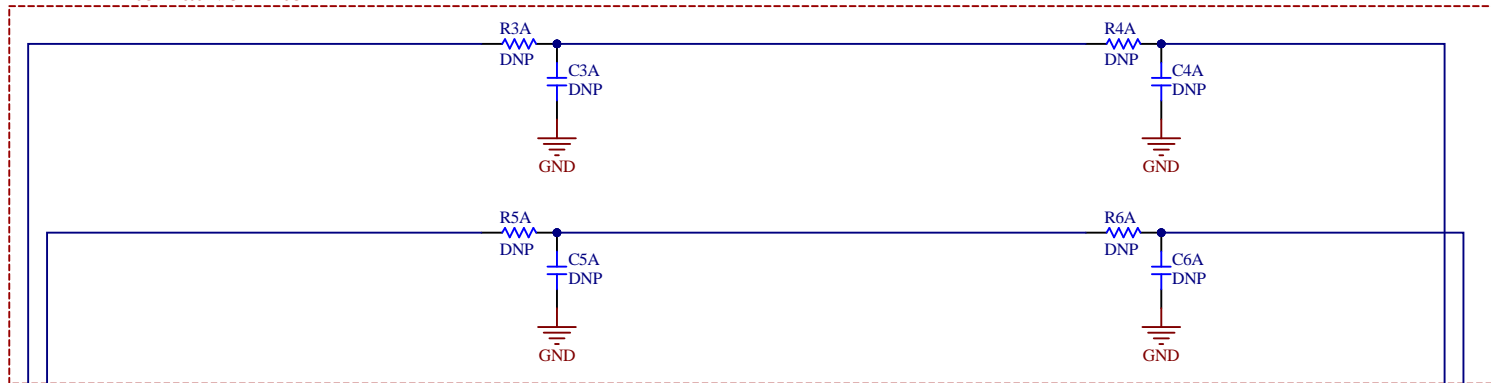 R3A
DNP
C3A
DNP
GND
R4A
DNP
C4A
DNP
GND
R5A
DNP
C5A
DNP
GND
R6A
DNP
C6A
DNP
GND